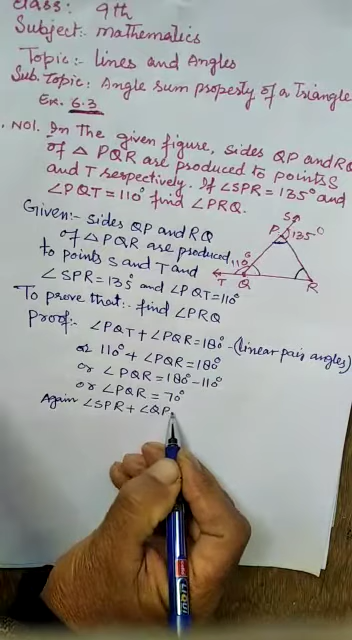 Class: 9th
Subject: Mathematics
Topic:- lines and Angles
Sub. Topic: Angle sum property of a Triangle
Ex. 6.3
. No1. In the given figure, sides QP and RQ
of △ PQR are produced to points S
and T respectively. If ∠SPR = 135° and
∠PQT = 110° find ∠PRQ.
S
P 135°
110°
T Q R
Given:- Sides QP and RQ
of △ PQR are produced
to points S and T and
∠SPR = 135° and ∠PQT = 110°
To prove that:- find ∠PRQ
Proof:- ∠PQT + ∠PQR = 180° - (linear pair angles)
or 110° + ∠PQR = 180°
or ∠PQR = 180° - 110°
or ∠PQR = 70°
Again ∠SPR + ∠QP